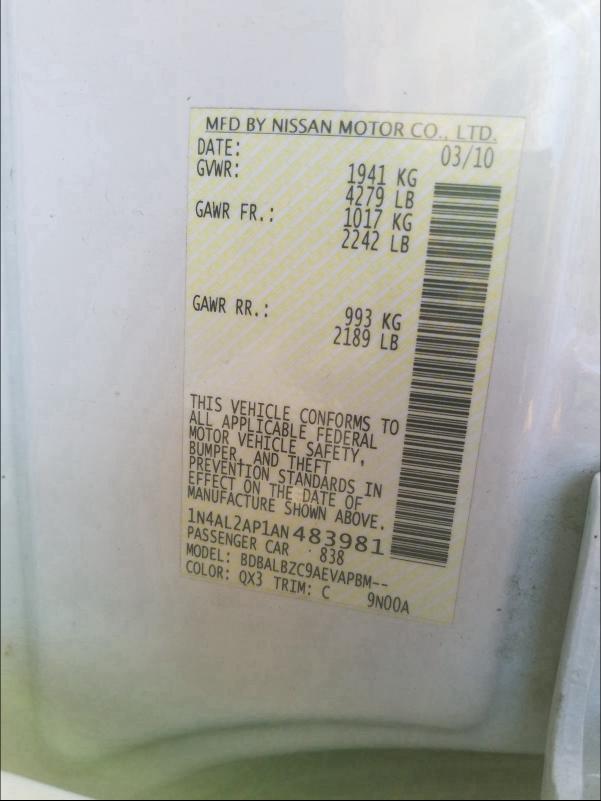 MFD BY NISSAN MOTOR CO., LTD.
DATE: 03/10
GVWR: 1941 KG
4279 LB
GAWR FR.: 1017 KG
2242 LB
GAWR RR.: 993 KG
2189 LB
THIS VEHICLE CONFORMS TO
ALL APPLICABLE FEDERAL
MOTOR VEHICLE SAFETY,
BUMPER, AND THEFT
PREVENTION STANDARDS IN
EFFECT ON THE DATE OF
MANUFACTURE SHOWN ABOVE.
1N4AL2AP1AN483981
PASSENGER CAR 838
MODEL: BDBALBZC9AEVAPBM--
COLOR: QX3 TRIM: C 9N00A